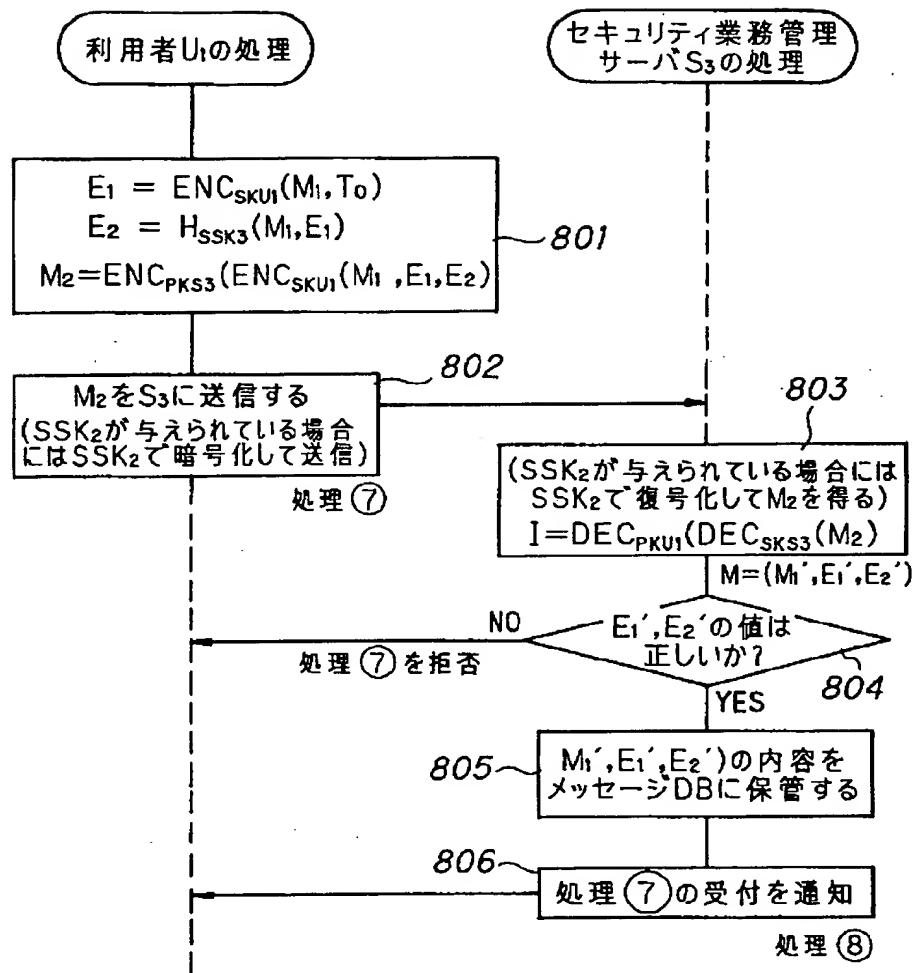 利用者U₁の処理
セキュリティ業務管理
サーバS₃の処理
E₁ = ENC_SKU1(M₁,T₀)
E₂ = H_SSK3(M₁,E₁)
M₂=ENC_PKS3(ENC_SKU1(M₁,E₁,E₂)
801
802
M₂をS₃に送信する
(SSK₂が与えられている場合
にはSSK₂で暗号化して送信)
処理⑦
803
(SSK₂が与えられている場合には
SSK₂で復号化してM₂を得る)
I=DEC_PKU1(DEC_SKS3(M₂)
M=(M₁′,E₁′,E₂′)
NO
E₁′,E₂′の値は
正しいか?
処理⑦を拒否
804
YES
805
M₁′,E₁′,E₂′)の内容を
メッセージDBに保管する
806
処理⑦の受付を通知
処理⑧